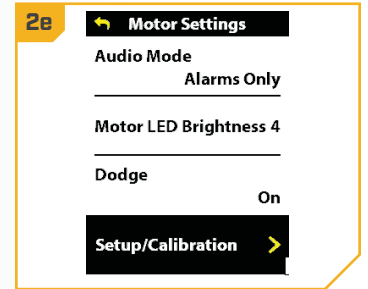 2e
Motor Settings
Audio Mode
Alarms Only
Motor LED Brightness 4
Dodge
On
Setup/Calibration